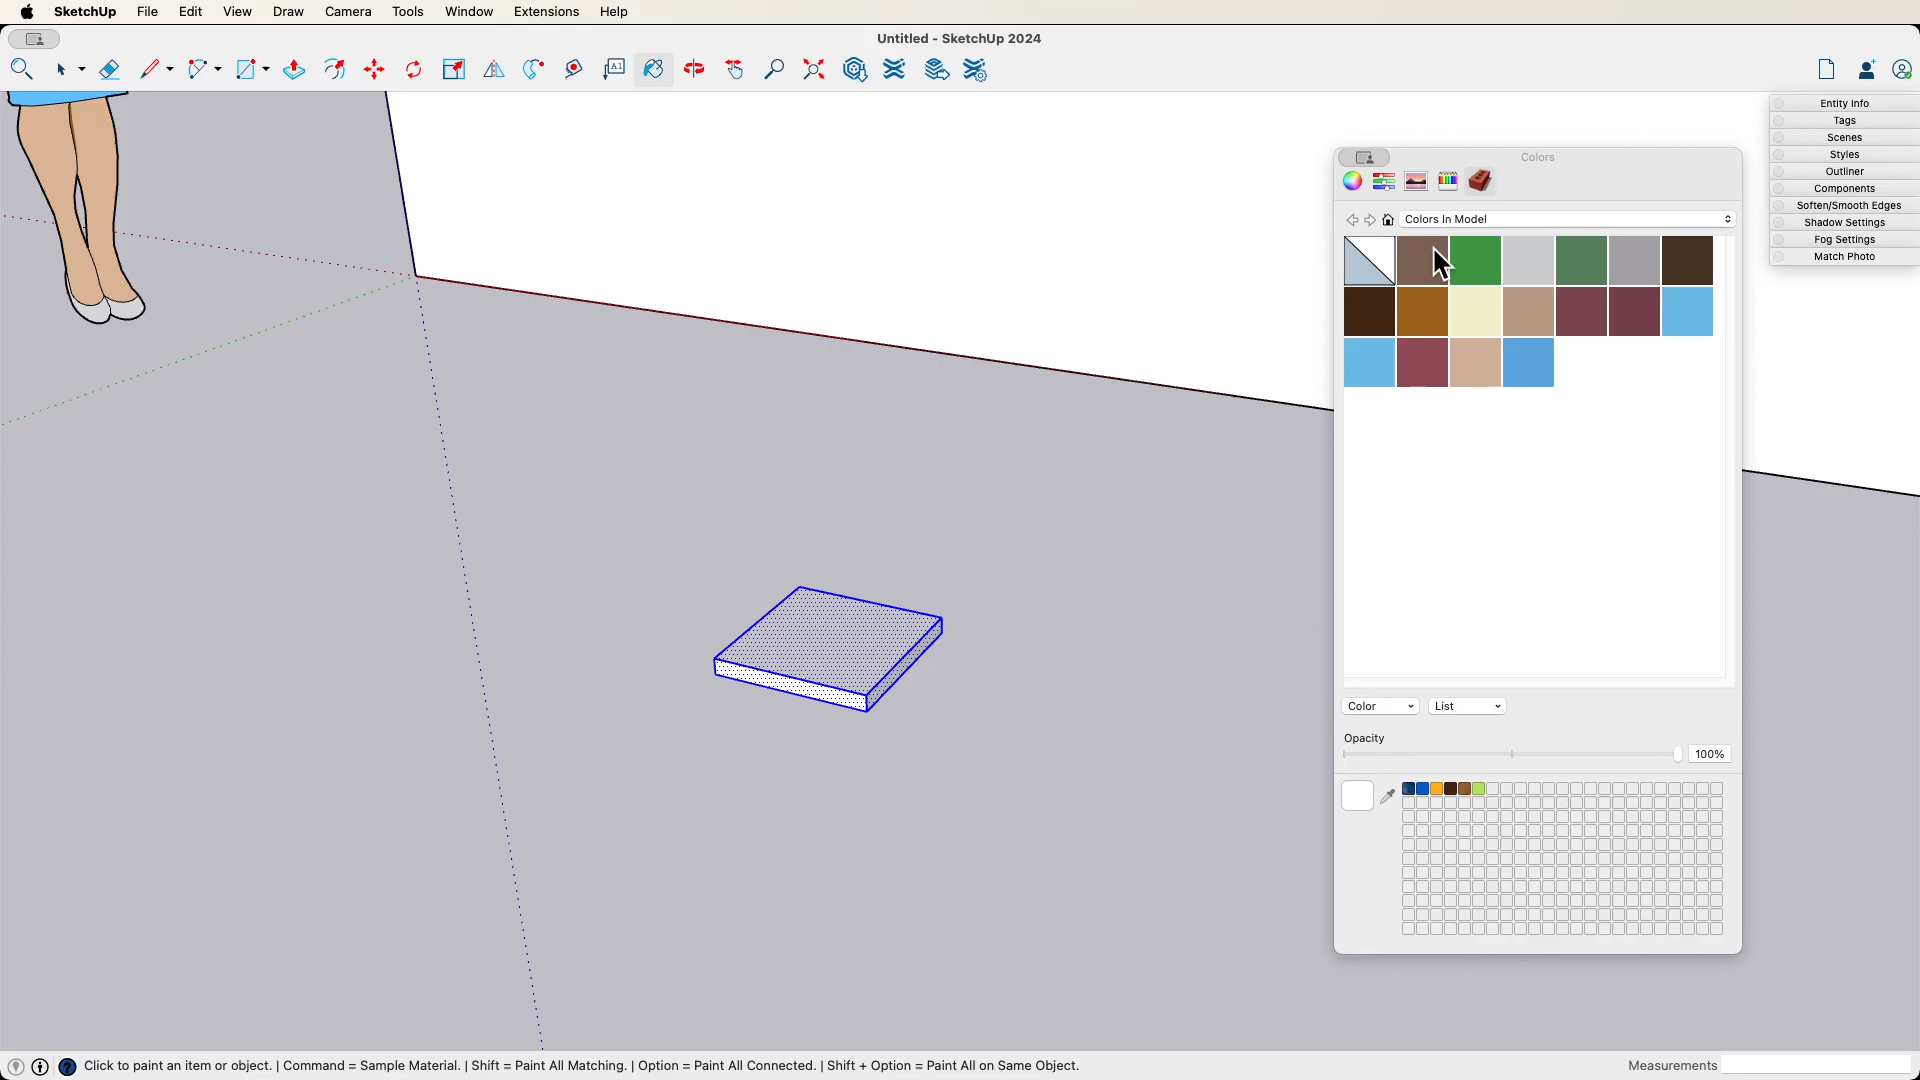 SketchUp File Edit View Draw Camera Tools Window Extensions Help
Untitled - SketchUp 2024
A1
Entity Info
Tags
Scenes
Styles
Outliner
Components
Soften/Smooth Edges
Shadow Settings
Fog Settings
Match Photo
Colors
Colors In Model
Color List
Opacity
100%
Click to paint an item or object. | Command = Sample Material. | Shift = Paint All Matching. | Option = Paint All Connected. | Shift + Option = Paint All on Same Object.
Measurements